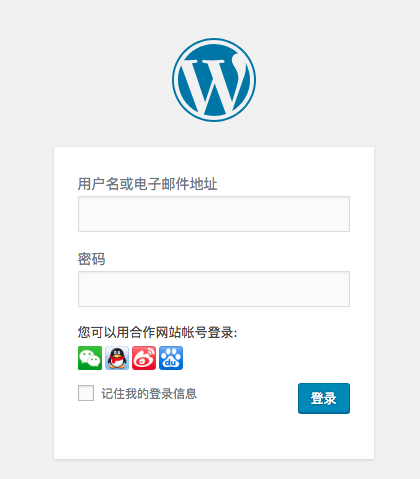 用户名或电子邮件地址
密码
您可以用合作网站帐号登录:
记住我的登录信息
登录